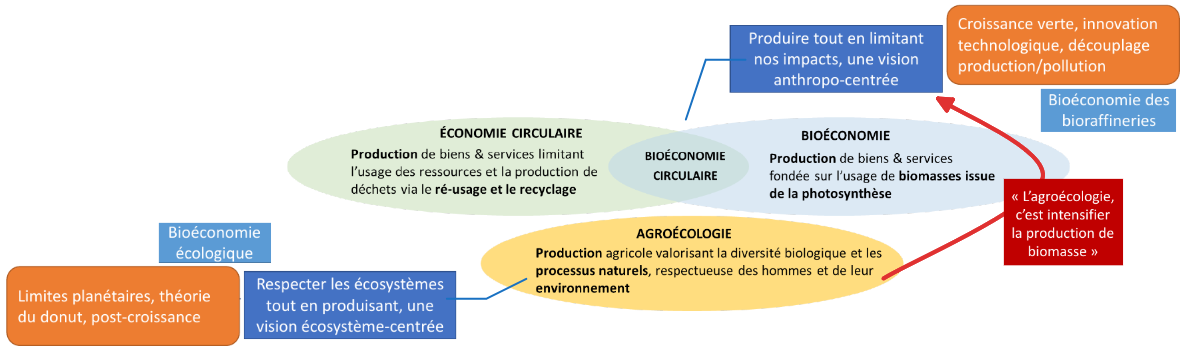 Produire tout en limitant
nos impacts, une vision
anthropo-centrée
Croissance verte, innovation
technologique, découplage
production/pollution
Bioéconomie des
bioraffineries
ÉCONOMIE CIRCULAIRE
Production de biens & services limitant
l’usage des ressources et la production de
déchets via le ré-usage et le recyclage
BIOÉCONOMIE
CIRCULAIRE
BIOÉCONOMIE
Production de biens & services
fondée sur l’usage de biomasses issue
de la photosynthèse
« L’agroécologie,
c’est intensifier
la production de
biomasse »
AGROÉCOLOGIE
Production agricole valorisant la diversité biologique et les
processus naturels, respectueuse des hommes et de leur
environnement
Bioéconomie
écologique
Limites planétaires, théorie
du donut, post-croissance
Respecter les écosystèmes
tout en produisant, une
vision écosystème-centrée